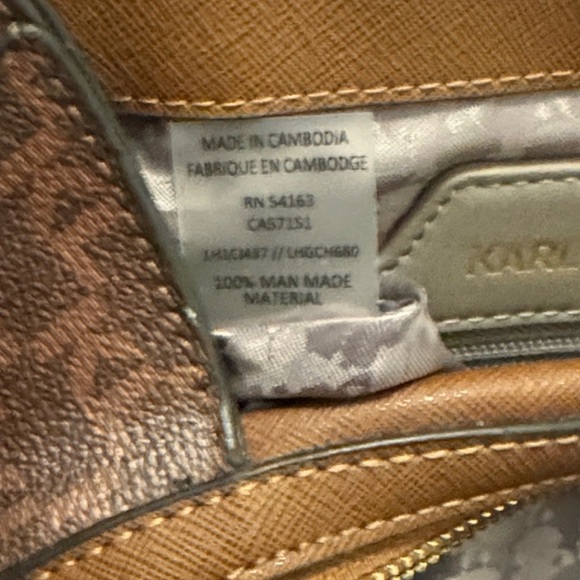 MADE IN CAMBODIA
FABRIQUE EN CAMBODGE
RN 54163
CA57151
100% MAN MADE
MATERIAL
KARL